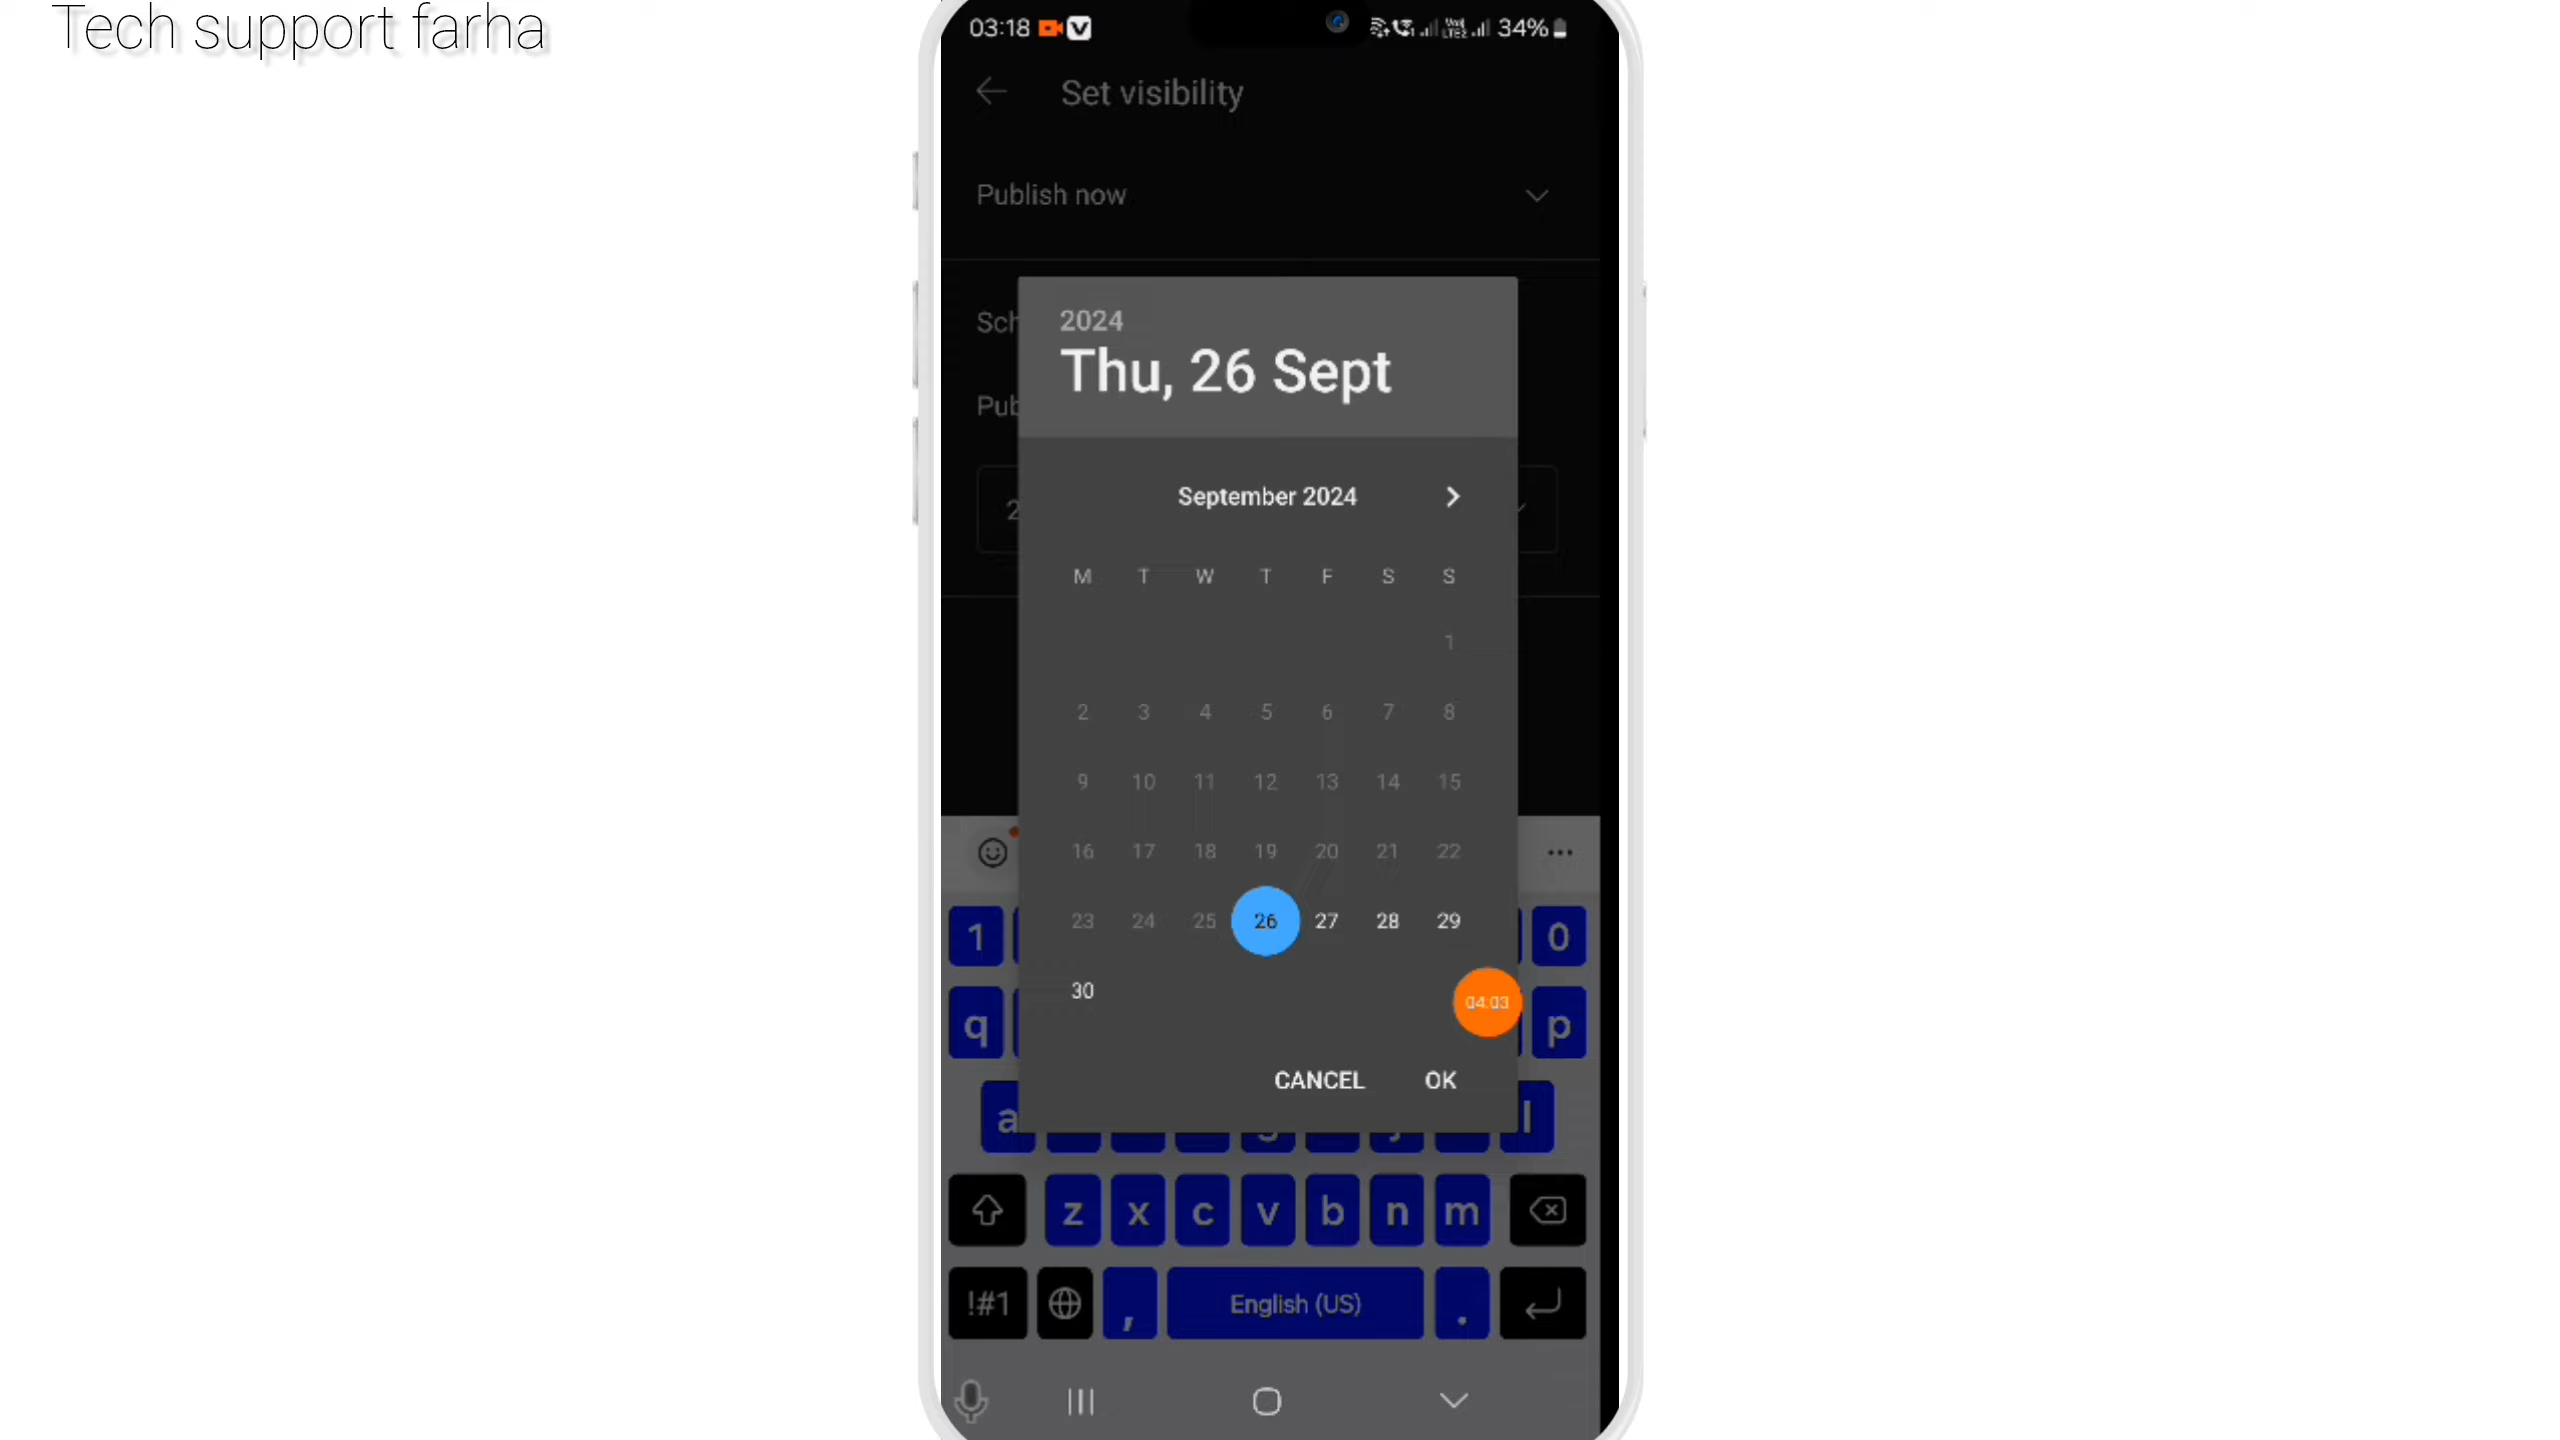 Tech support farha
03:18 V 34%
Set visibility
Publish now
Sch
Pub
2
2024
Thu, 26 Sept
September 2024
M T W T F S S
1
2 3 4 5 6 7 8
9 10 11 12 13 14 15
16 17 18 19 20 21 22
23 24 25 26 27 28 29
30
04:03
CANCEL OK
1 0
q p
a l
z x c v b n m
!#1 , English (US) .